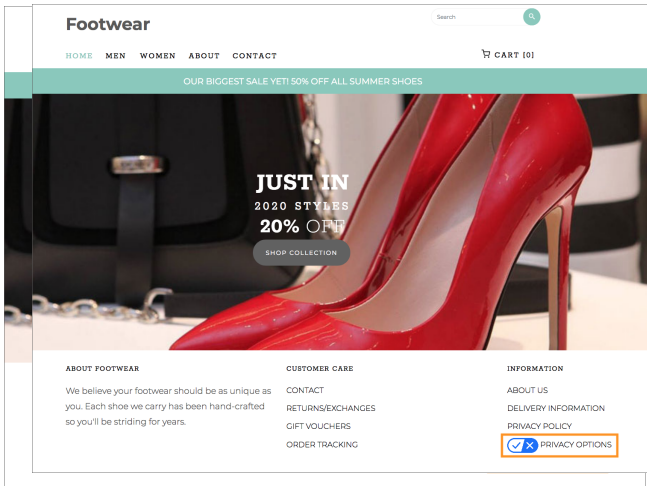 Footwear
Search
HOME MEN WOMEN ABOUT CONTACT
CART [0]
OUR BIGGEST SALE YET! 50% OFF ALL SUMMER SHOES
JUST IN
2020 STYLES
20% OFF
SHOP COLLECTION
ABOUT FOOTWEAR
We believe your footwear should be as unique as
you. Each shoe we carry has been hand-crafted
so you'll be striding for years.
CUSTOMER CARE
CONTACT
RETURNS/EXCHANGES
GIFT VOUCHERS
ORDER TRACKING
INFORMATION
ABOUT US
DELIVERY INFORMATION
PRIVACY POLICY
PRIVACY OPTIONS